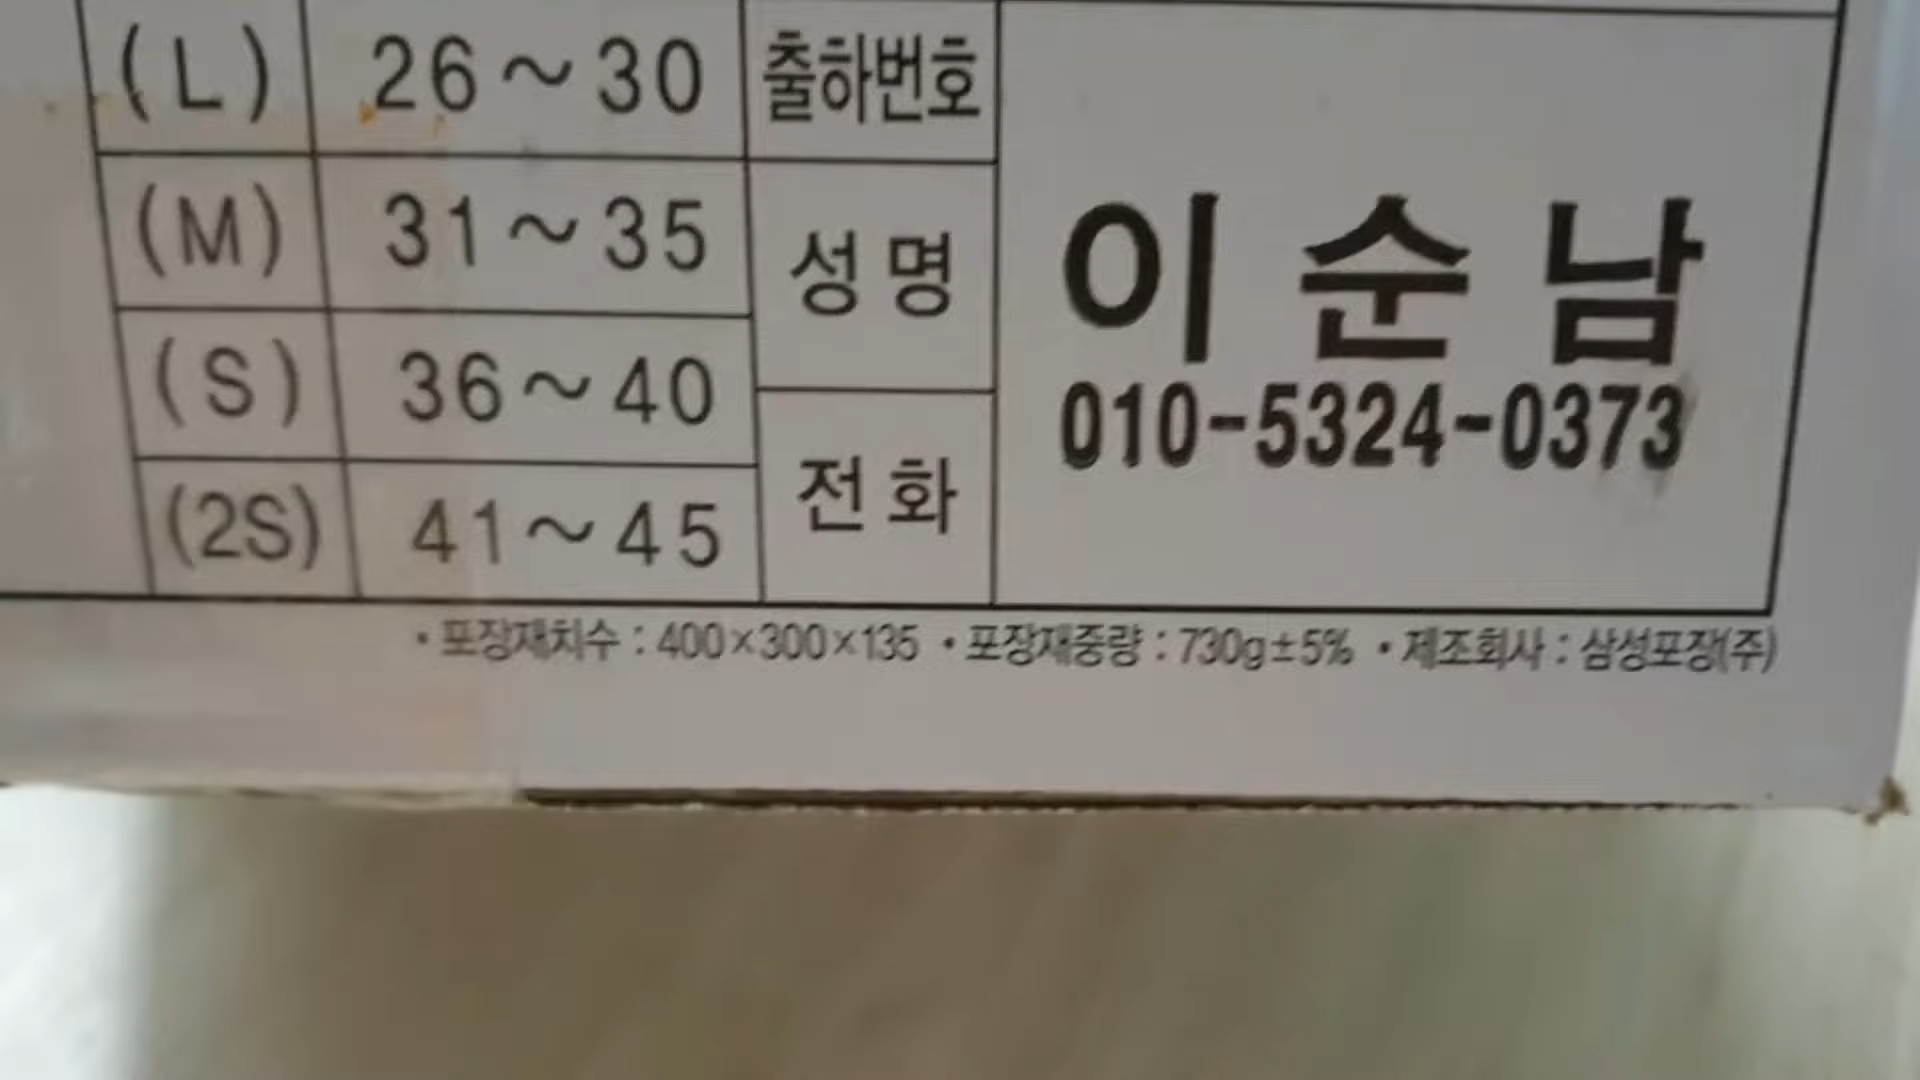 (L) 26~30 출하번호
(M) 31~35 성명 이순남
(S) 36~40 010-5324-0373
(2S) 41~45 전화
· 포장재치수 : 400×300×135 · 포장재중량 : 730g±5% · 제조회사 : 삼성포장(주)